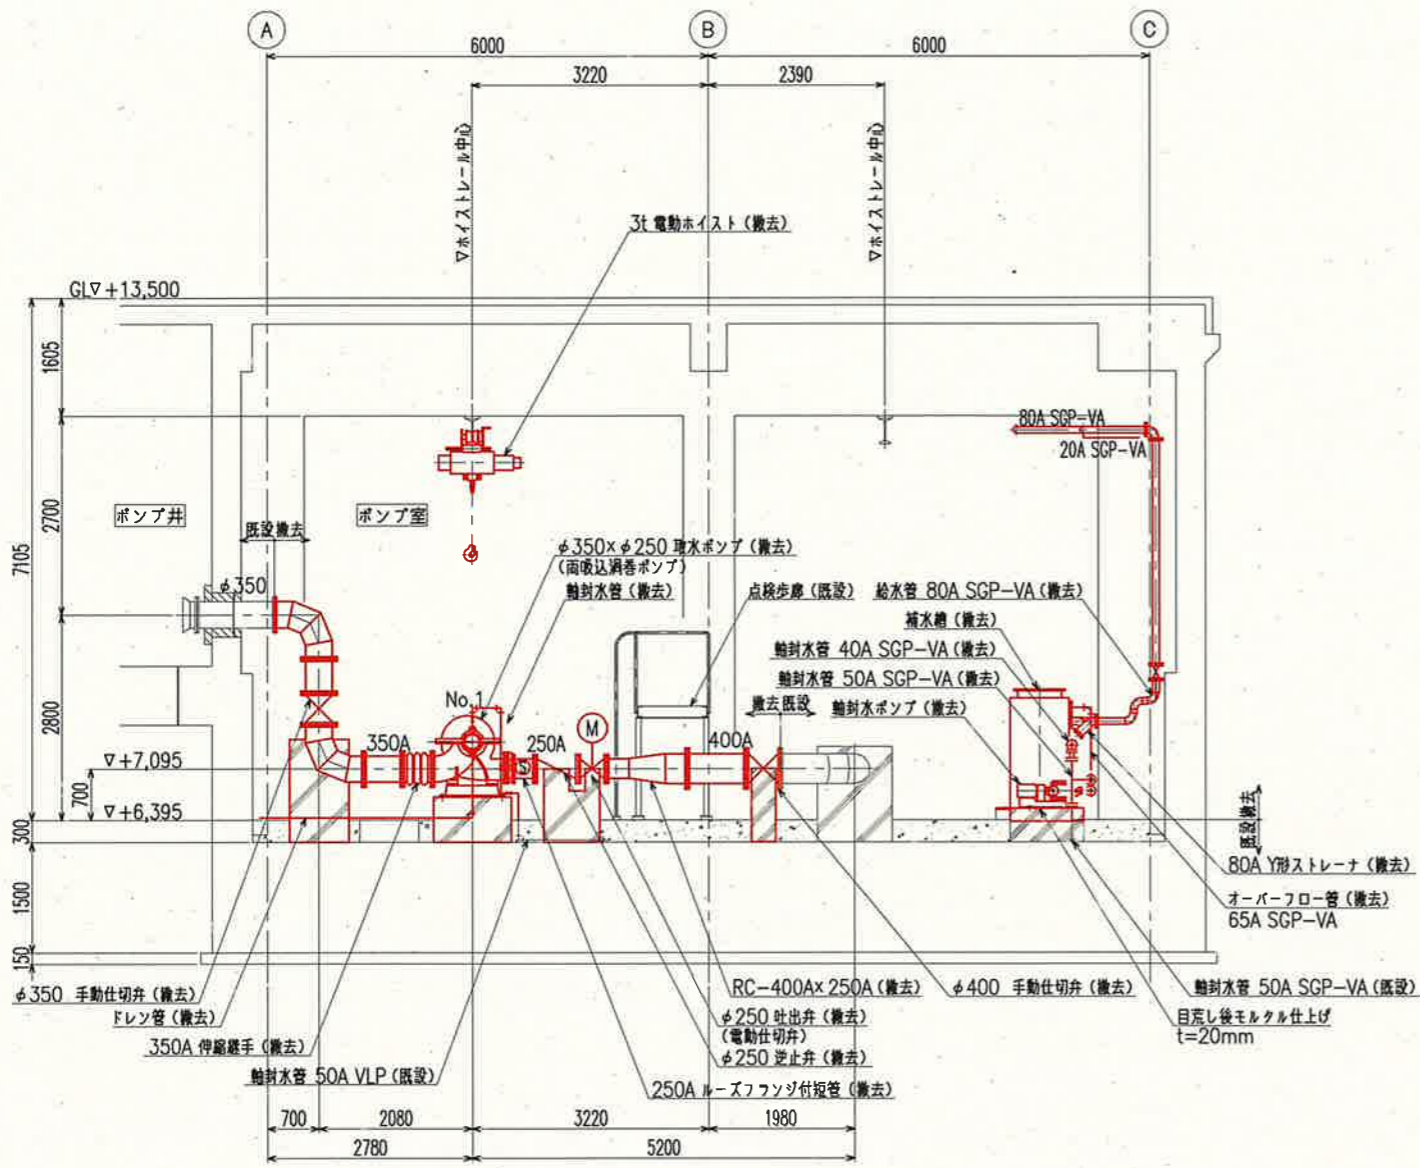 A
B
C
6000
6000
3220
2390
▽ホイストレール中心
▽ホイストレール中心
3t 電動ホイスト（撤去）
GL▽+13,500
1605
2700
7105
2800
700
300
1500
150
80A SGP-VA
20A SGP-VA
ポンプ井
ポンプ室
既設撤去
φ350
φ350×φ250 取水ポンプ（撤去）
（両吸込渦巻ポンプ）
軸封水管（撤去）
点検歩廊（既設）
給水管 80A SGP-VA（撤去）
補水槽（撤去）
軸封水管 40A SGP-VA（撤去）
軸封水管 50A SGP-VA（撤去）
軸封水ポンプ（撤去）
撤去既設
No.1
M
350A
250A
400A
S
▽+7,095
▽+6,395
既設撤去
80A Y形ストレーナ（撤去）
オーバーフロー管（撤去）
65A SGP-VA
φ350 手動仕切弁（撤去）
ドレン管（撤去）
350A 伸縮継手（撤去）
軸封水管 50A VLP（既設）
RC-400A×250A（撤去）
φ250 吐出弁（撤去）
（電動仕切弁）
φ250 逆止弁（撤去）
250A ルーズフランジ付短管（撤去）
φ400 手動仕切弁（撤去）
軸封水管 50A SGP-VA（既設）
目荒し後モルタル仕上げ
t=20mm
700
2080
3220
1980
2780
5200